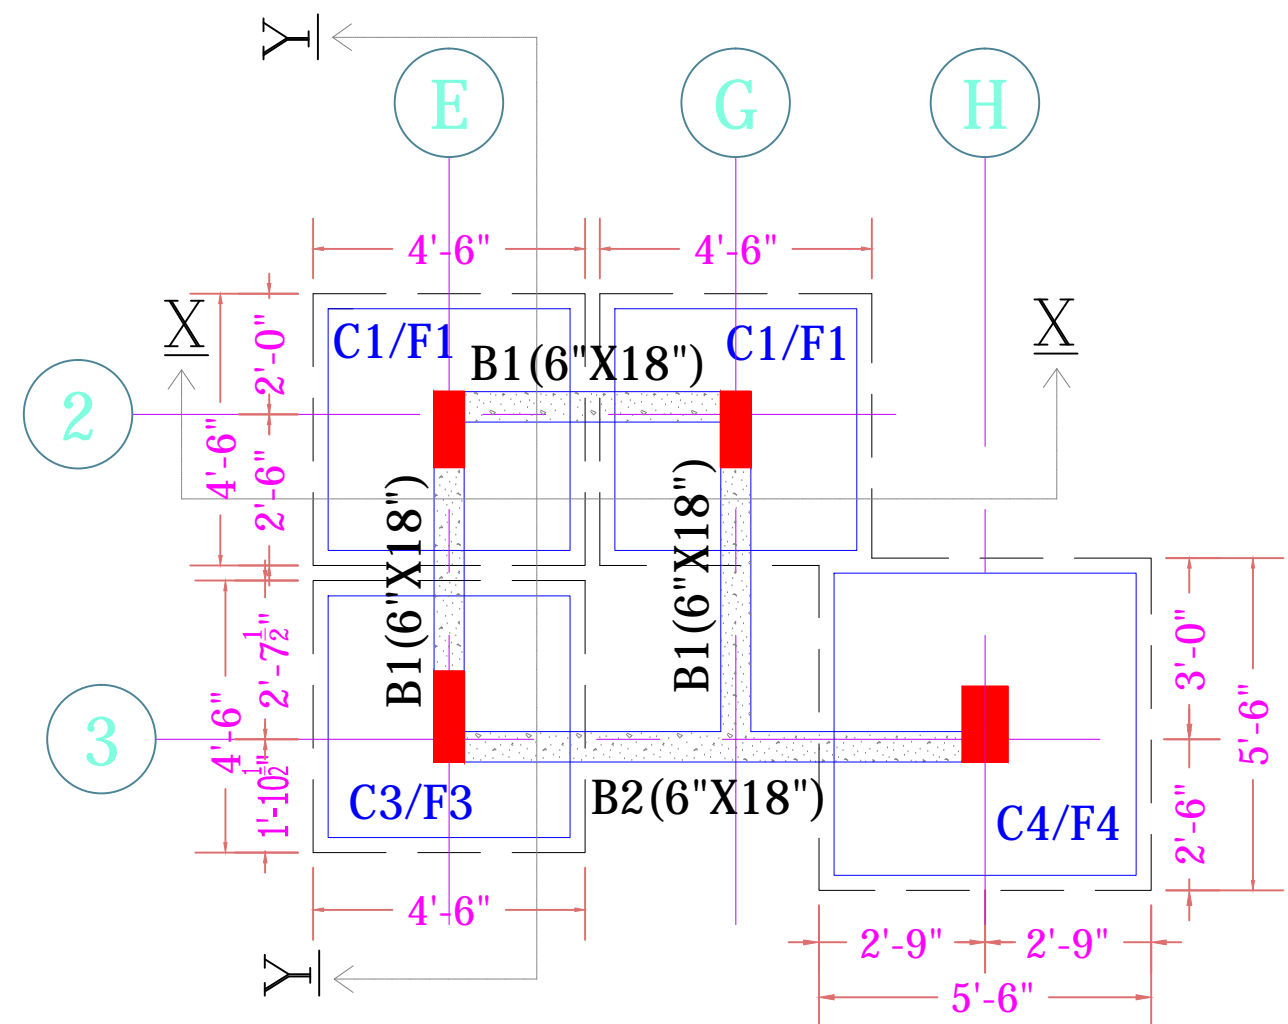 Y
E
G
H
4'-6"
4'-6"
X
X
2'-0"
C1/F1
C1/F1
B1(6"X18")
2
4'-6"
2'-6"
B1(6"X18")
B1(6"X18")
2'-7½"
3'-0"
4'-6"
5'-6"
3
1'-10½"
C3/F3
B2(6"X18")
C4/F4
2'-6"
4'-6"
2'-9"
2'-9"
Y
5'-6"